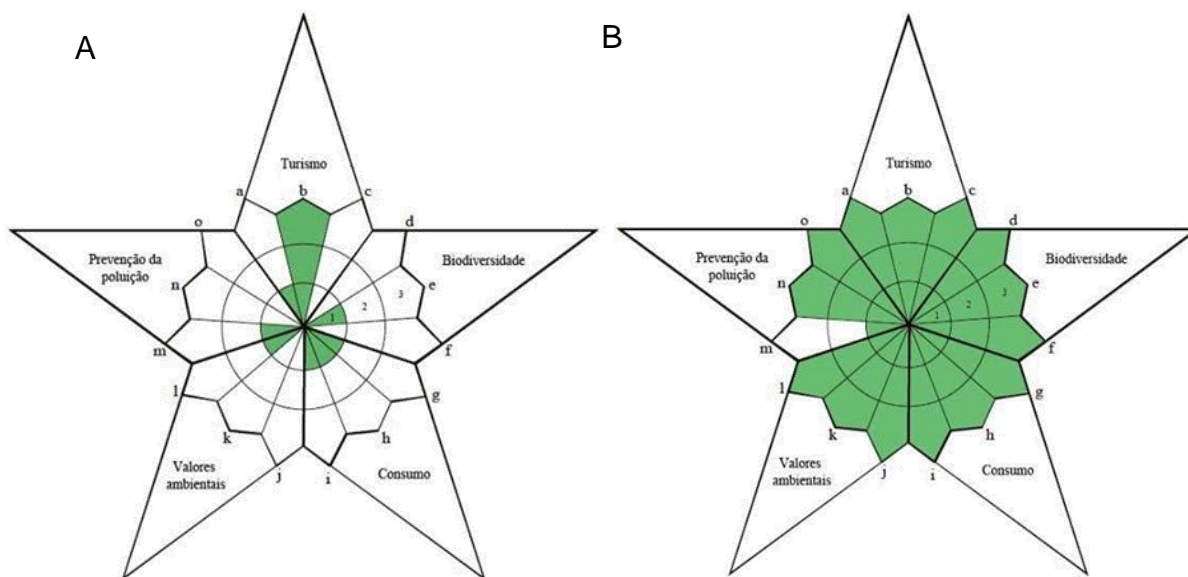 A
Turismo
a
b
c
o
d
Prevenção da
poluição
Biodiversidade
n
e
1
2
3
m
f
l
g
k
h
j
i
Valores
ambientais
Consumo
B
Turismo
a
b
c
o
d
Prevenção da
poluição
Biodiversidade
n
e
1
2
3
m
f
l
g
k
h
j
i
Valores
ambientais
Consumo